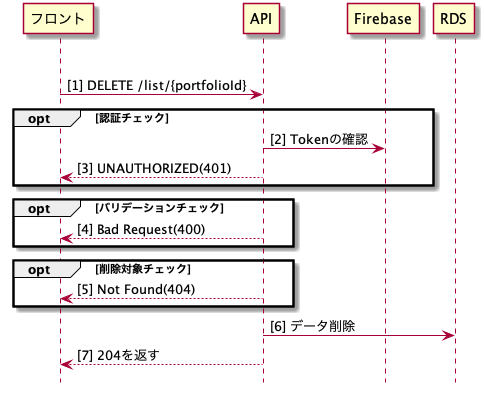 フロント API Firebase RDS
[1] DELETE /list/{portfolioId}
opt [認証チェック]
[2] Tokenの確認
[3] UNAUTHORIZED(401)
opt [バリデーションチェック]
[4] Bad Request(400)
opt [削除対象チェック]
[5] Not Found(404)
[6] データ削除
[7] 204を返す